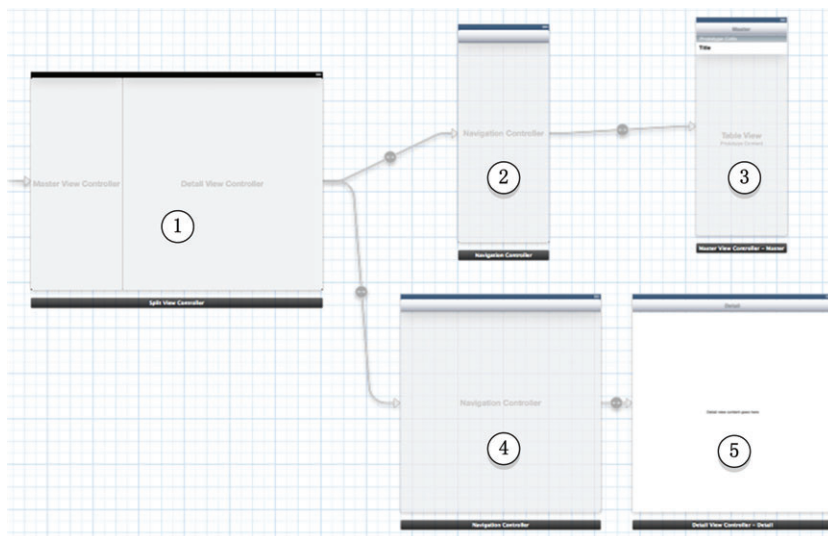 Master View Controller
Detail View Controller
①
Split View Controller
Navigation Controller
②
Navigation Controller
Master
Prototype Cells
Title
Table View
Prototype Content
③
Master View Controller – Master
Navigation Controller
④
Navigation Controller
Detail
Detail view content goes here
⑤
Detail View Controller – Detail